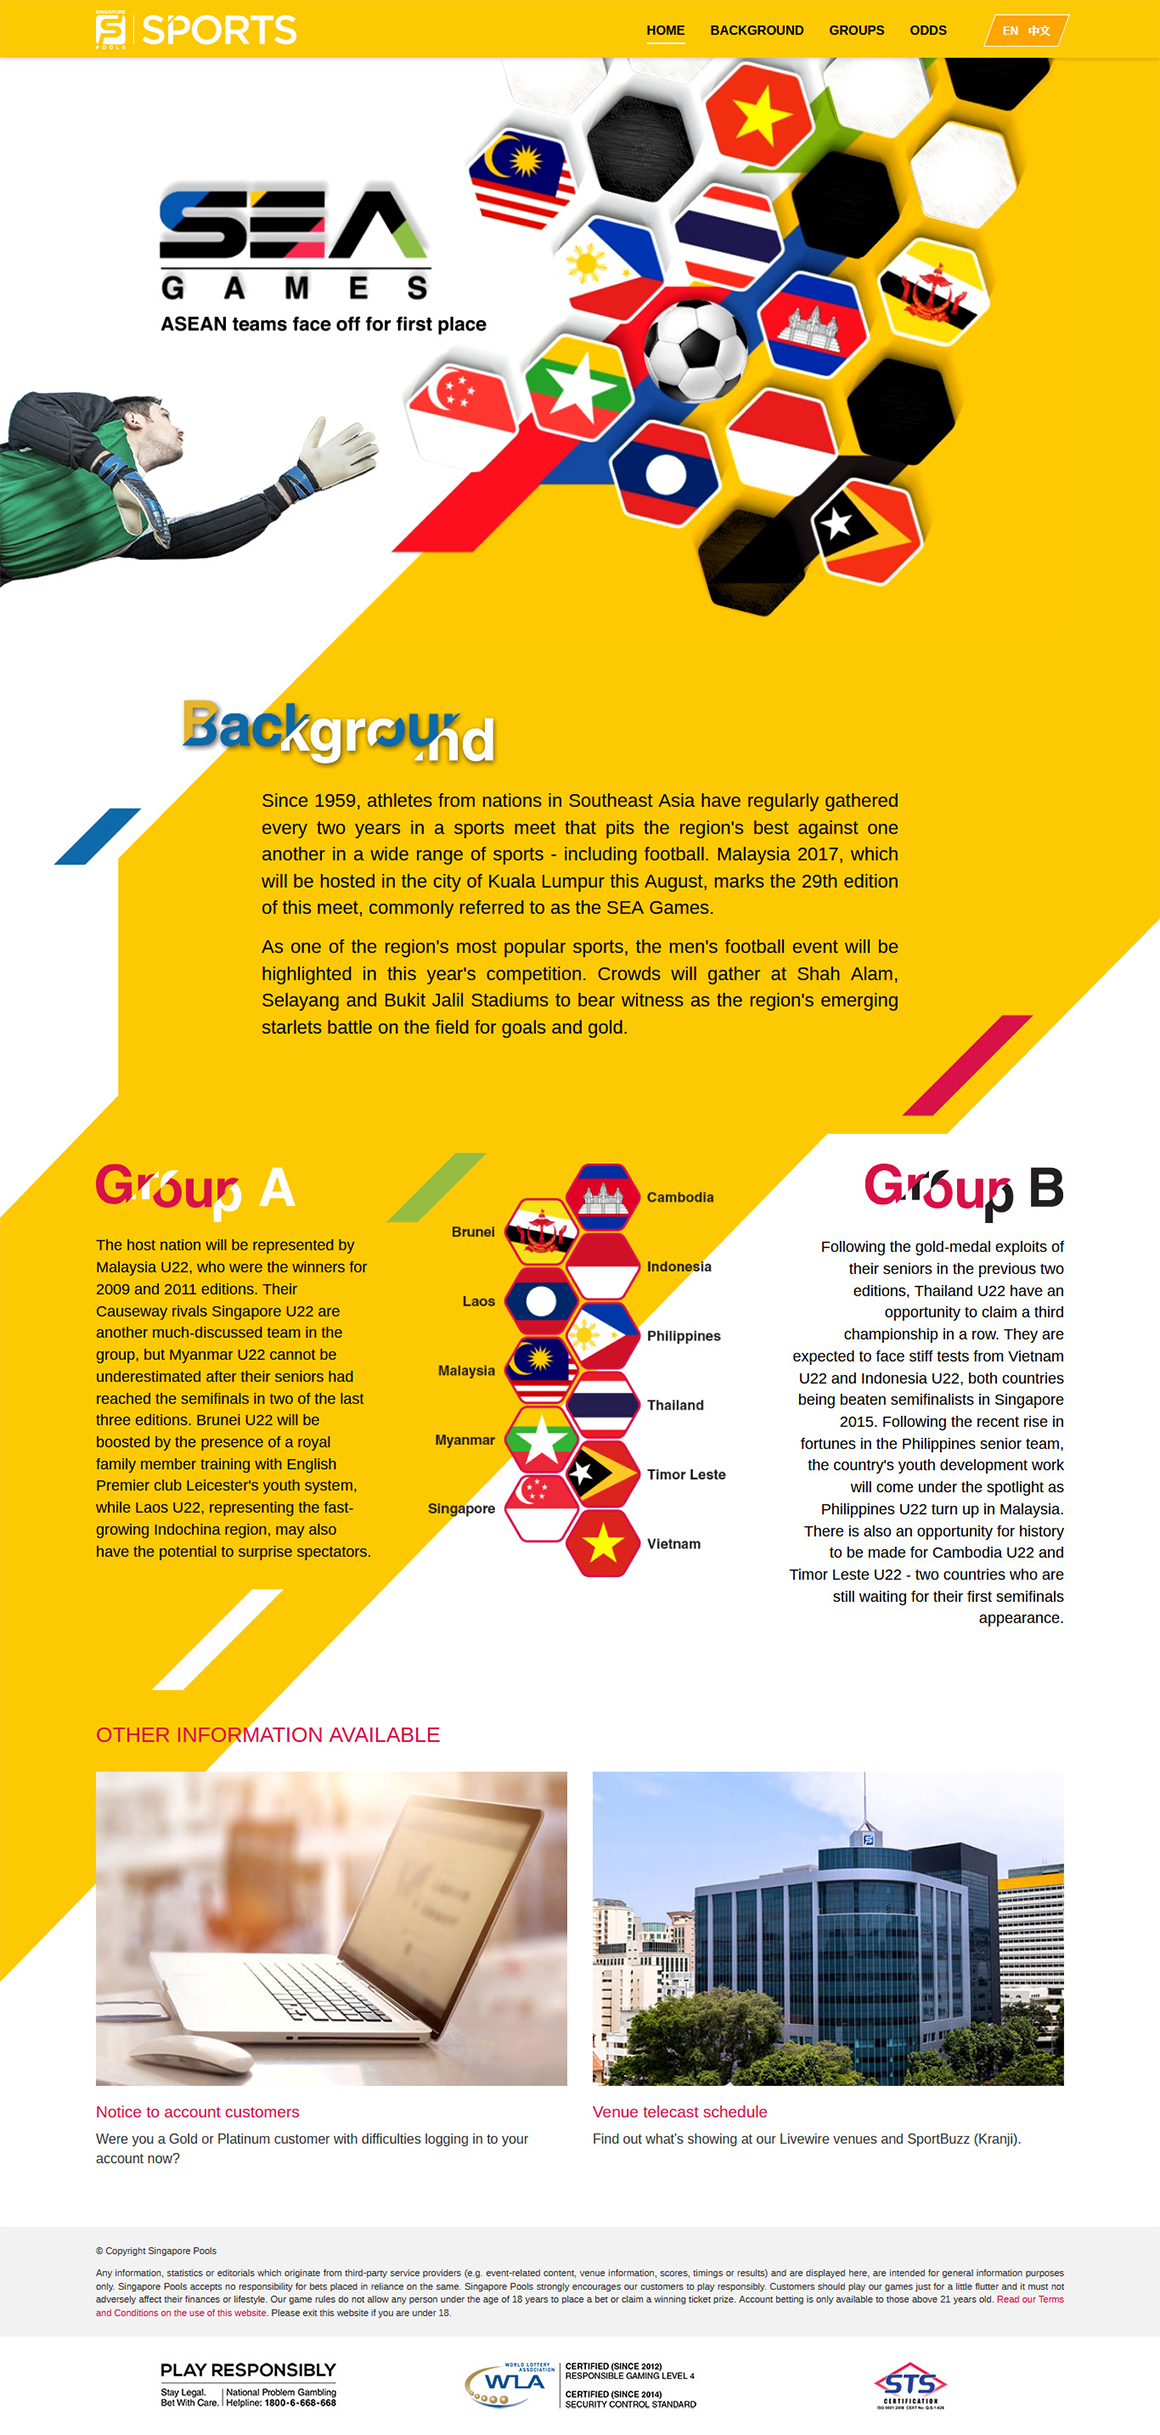 SINGAPORE
POOLS
SPORTS
HOME BACKGROUND GROUPS ODDS EN 中文
SEA
GAMES
ASEAN teams face off for first place
Background
Since 1959, athletes from nations in Southeast Asia have regularly gathered
every two years in a sports meet that pits the region's best against one
another in a wide range of sports - including football. Malaysia 2017, which
will be hosted in the city of Kuala Lumpur this August, marks the 29th edition
of this meet, commonly referred to as the SEA Games.
As one of the region's most popular sports, the men's football event will be
highlighted in this year's competition. Crowds will gather at Shah Alam,
Selayang and Bukit Jalil Stadiums to bear witness as the region's emerging
starlets battle on the field for goals and gold.
Group A
The host nation will be represented by
Malaysia U22, who were the winners for
2009 and 2011 editions. Their
Causeway rivals Singapore U22 are
another much-discussed team in the
group, but Myanmar U22 cannot be
underestimated after their seniors had
reached the semifinals in two of the last
three editions. Brunei U22 will be
boosted by the presence of a royal
family member training with English
Premier club Leicester's youth system,
while Laos U22, representing the fast-
growing Indochina region, may also
have the potential to surprise spectators.
Brunei
Laos
Malaysia
Myanmar
Singapore
Cambodia
Indonesia
Philippines
Thailand
Timor Leste
Vietnam
Group B
Following the gold-medal exploits of
their seniors in the previous two
editions, Thailand U22 have an
opportunity to claim a third
championship in a row. They are
expected to face stiff tests from Vietnam
U22 and Indonesia U22, both countries
being beaten semifinalists in Singapore
2015. Following the recent rise in
fortunes in the Philippines senior team,
the country's youth development work
will come under the spotlight as
Philippines U22 turn up in Malaysia.
There is also an opportunity for history
to be made for Cambodia U22 and
Timor Leste U22 - two countries who are
still waiting for their first semifinals
appearance.
OTHER INFORMATION AVAILABLE
Notice to account customers
Were you a Gold or Platinum customer with difficulties logging in to your
account now?
Venue telecast schedule
Find out what's showing at our Livewire venues and SportBuzz (Kranji).
© Copyright Singapore Pools
Any information, statistics or editorials which originate from third-party service providers (e.g. event-related content, venue information, scores, timings or results) and are displayed here, are intended for general information purposes
only. Singapore Pools accepts no responsibility for bets placed in reliance on the same. Singapore Pools strongly encourages our customers to play responsibly. Customers should play our games just for a little flutter and it must not
adversely affect their finances or lifestyle. Our game rules do not allow any person under the age of 18 years to place a bet or claim a winning ticket prize. Account betting is only available to those above 21 years old. Read our Terms
and Conditions on the use of this website. Please exit this website if you are under 18.
PLAY RESPONSIBLY
Stay Legal. National Problem Gambling
Bet With Care. Helpline: 1800-6-668-668
WORLD LOTTERY
ASSOCIATION
WLA
CERTIFIED (SINCE 2012)
RESPONSIBLE GAMING LEVEL 4
CERTIFIED (SINCE 2014)
SECURITY CONTROL STANDARD
STS
CERTIFICATION